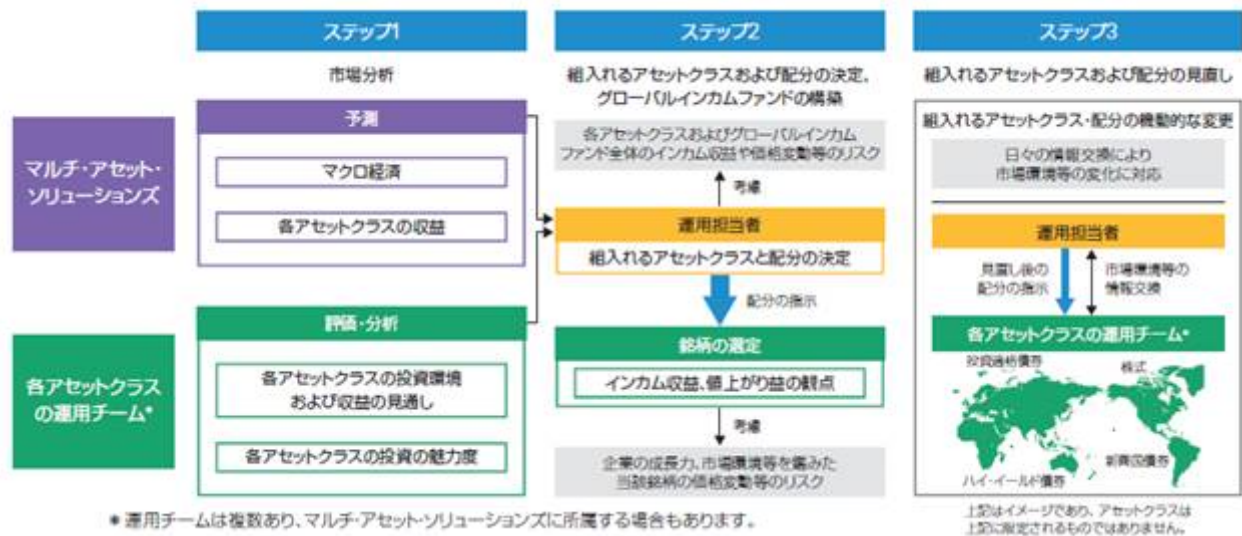 ステップ1
市場分析
マルチ・アセット・
ソリューションズ
予測
マクロ経済
各アセットクラスの収益
各アセットクラス
の運用チーム*
評価・分析
各アセットクラスの投資環境
および収益の見通し
各アセットクラスの投資の魅力度
ステップ2
組入れるアセットクラスおよび配分の決定、
グローバルインカムファンドの構築
各アセットクラスおよびグローバルインカム
ファンド全体のインカム収益や価格変動等のリスク
考慮
運用担当者
組入れるアセットクラスと配分の決定
配分の指示
銘柄の選定
インカム収益、値上がり益の観点
考慮
企業の成長力、市場環境等を鑑みた
当該銘柄の価格変動等のリスク
ステップ3
組入れるアセットクラスおよび配分の見直し
組入れるアセットクラス・配分の機動的な変更
日々の情報交換により
市場環境等の変化に対応
運用担当者
見直し後の
配分の指示
市場環境等の
情報交換
各アセットクラスの運用チーム*
投資適格債券
株式
ハイ・イールド債券
新興国債券
上記はイメージであり、アセットクラスは
上記に限定されるものではありません。
* 運用チームは複数あり、マルチ・アセット・ソリューションズに所属する場合もあります。